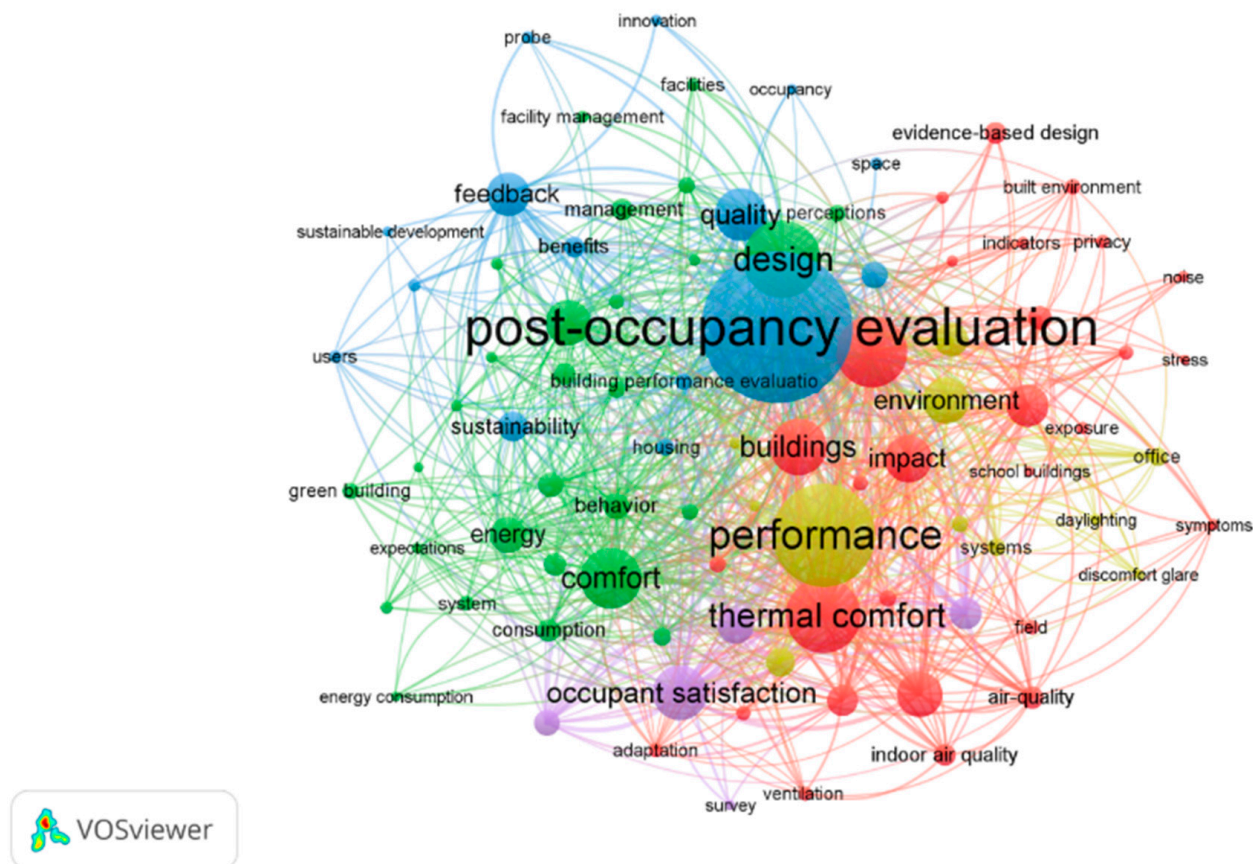 innovation
probe
facilities
occupancy
facility management
evidence-based design
space
built environment
feedback
management
quality
perceptions
sustainable development
benefits
indicators
privacy
design
noise
post-occupancy evaluation
users
stress
building performance evaluatio
environment
sustainability
exposure
housing
buildings
impact
office
school buildings
green building
behavior
daylighting
symptoms
energy
performance
expectations
systems
comfort
discomfort glare
system
thermal comfort
consumption
field
energy consumption
occupant satisfaction
air-quality
adaptation
indoor air quality
ventilation
survey
VOSviewer